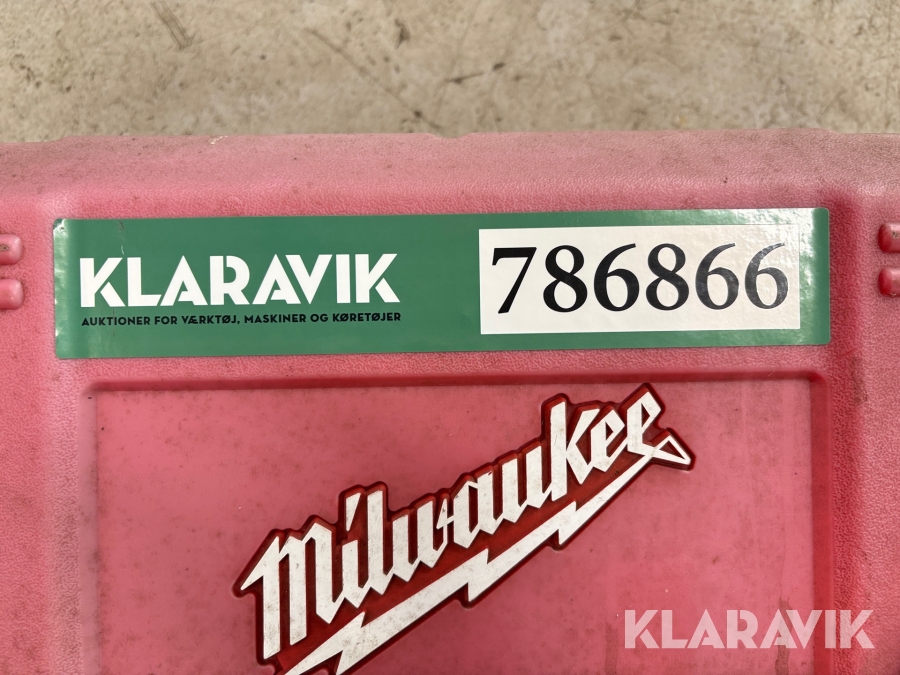 KLARAVIK
AUKTIONER FOR VÆRKTØJ, MASKINER OG KØRETØJER
786866
Milwaukee
KLARAVIK